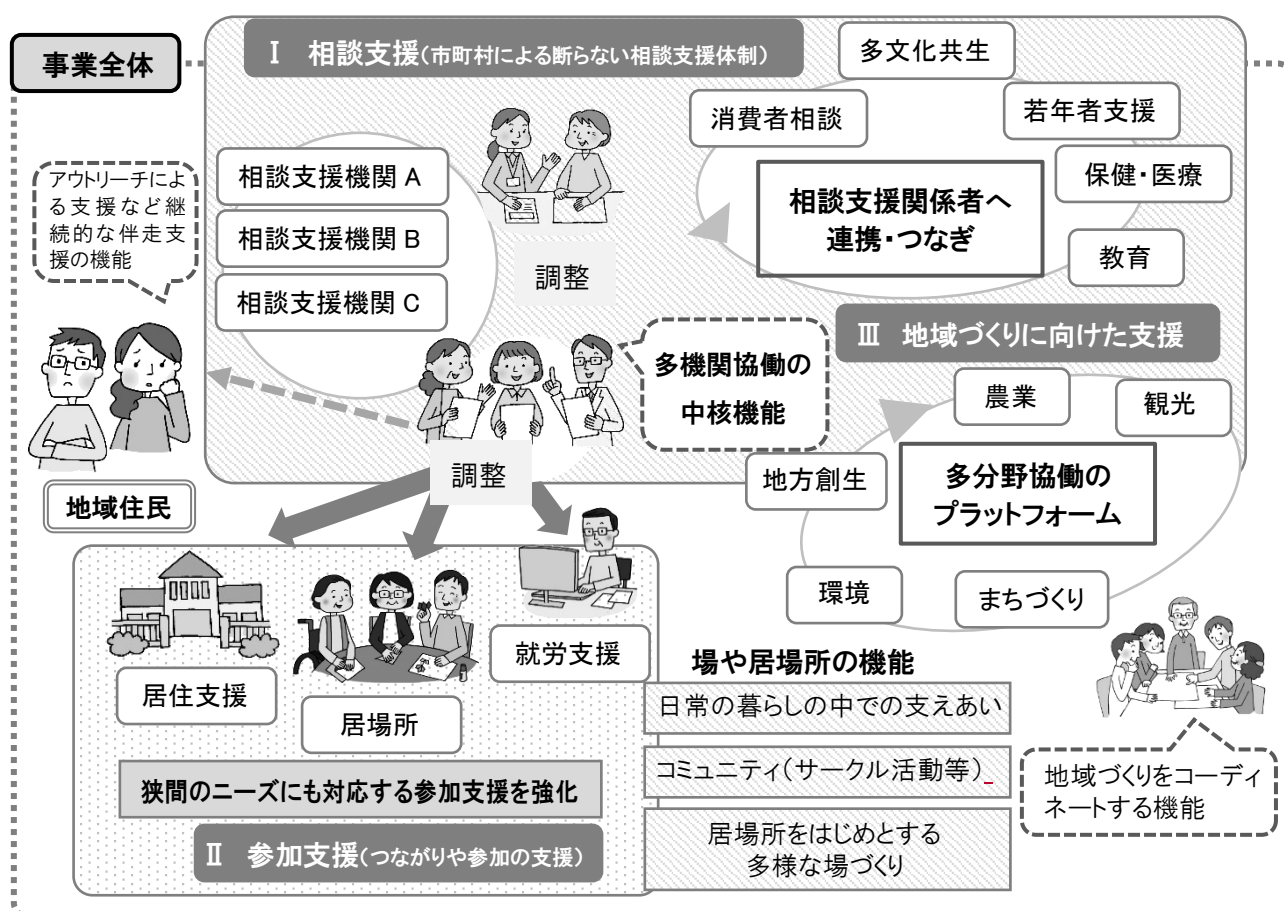 事業全体
Ⅰ 相談支援(市町村による断らない相談支援体制)
多文化共生
消費者相談
若年者支援
保健・医療
教育
相談支援関係者へ
連携・つなぎ
アウトリーチによ
る支援など継
続的な伴走支
援の機能
相談支援機関 A
相談支援機関 B
相談支援機関 C
調整
多機関協働の
中核機能
Ⅲ 地域づくりに向けた支援
農業
観光
地方創生
多分野協働の
プラットフォーム
環境
まちづくり
地域住民
調整
居住支援
居場所
就労支援
狭間のニーズにも対応する参加支援を強化
Ⅱ 参加支援(つながりや参加の支援)
場や居場所の機能
日常の暮らしの中での支えあい
コミュニティ(サークル活動等)
居場所をはじめとする
多様な場づくり
地域づくりをコーディ
ネートする機能